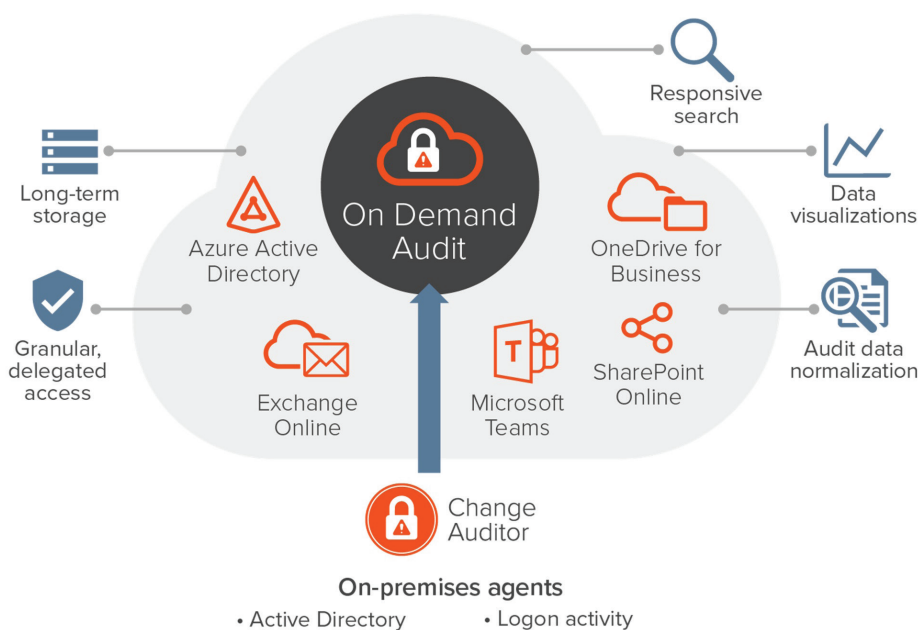 Responsive
search
Long-term
storage
On Demand
Audit
Data
visualizations
Azure Active
Directory
OneDrive for
Business
Granular,
delegated
access
Exchange
Online
T
Microsoft
Teams
SharePoint
Online
Audit data
normalization
Change
Auditor
On-premises agents
• Active Directory
• Logon activity